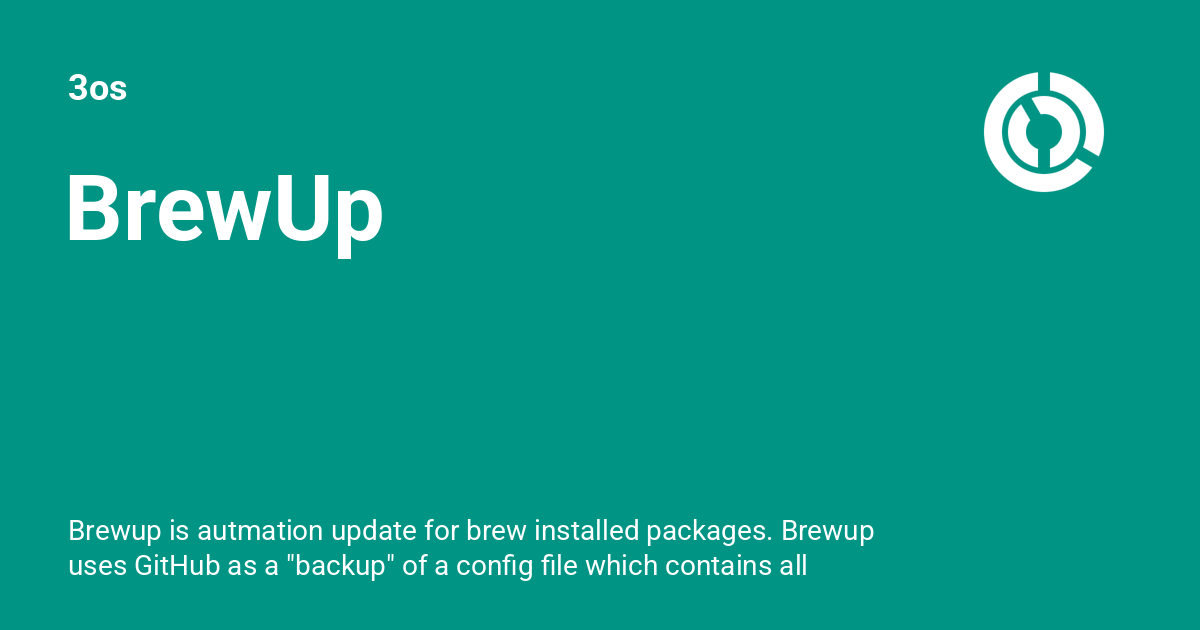 3os
BrewUp
Brewup is autmation update for brew installed packages. Brewup
uses GitHub as a "backup" of a config file which contains all